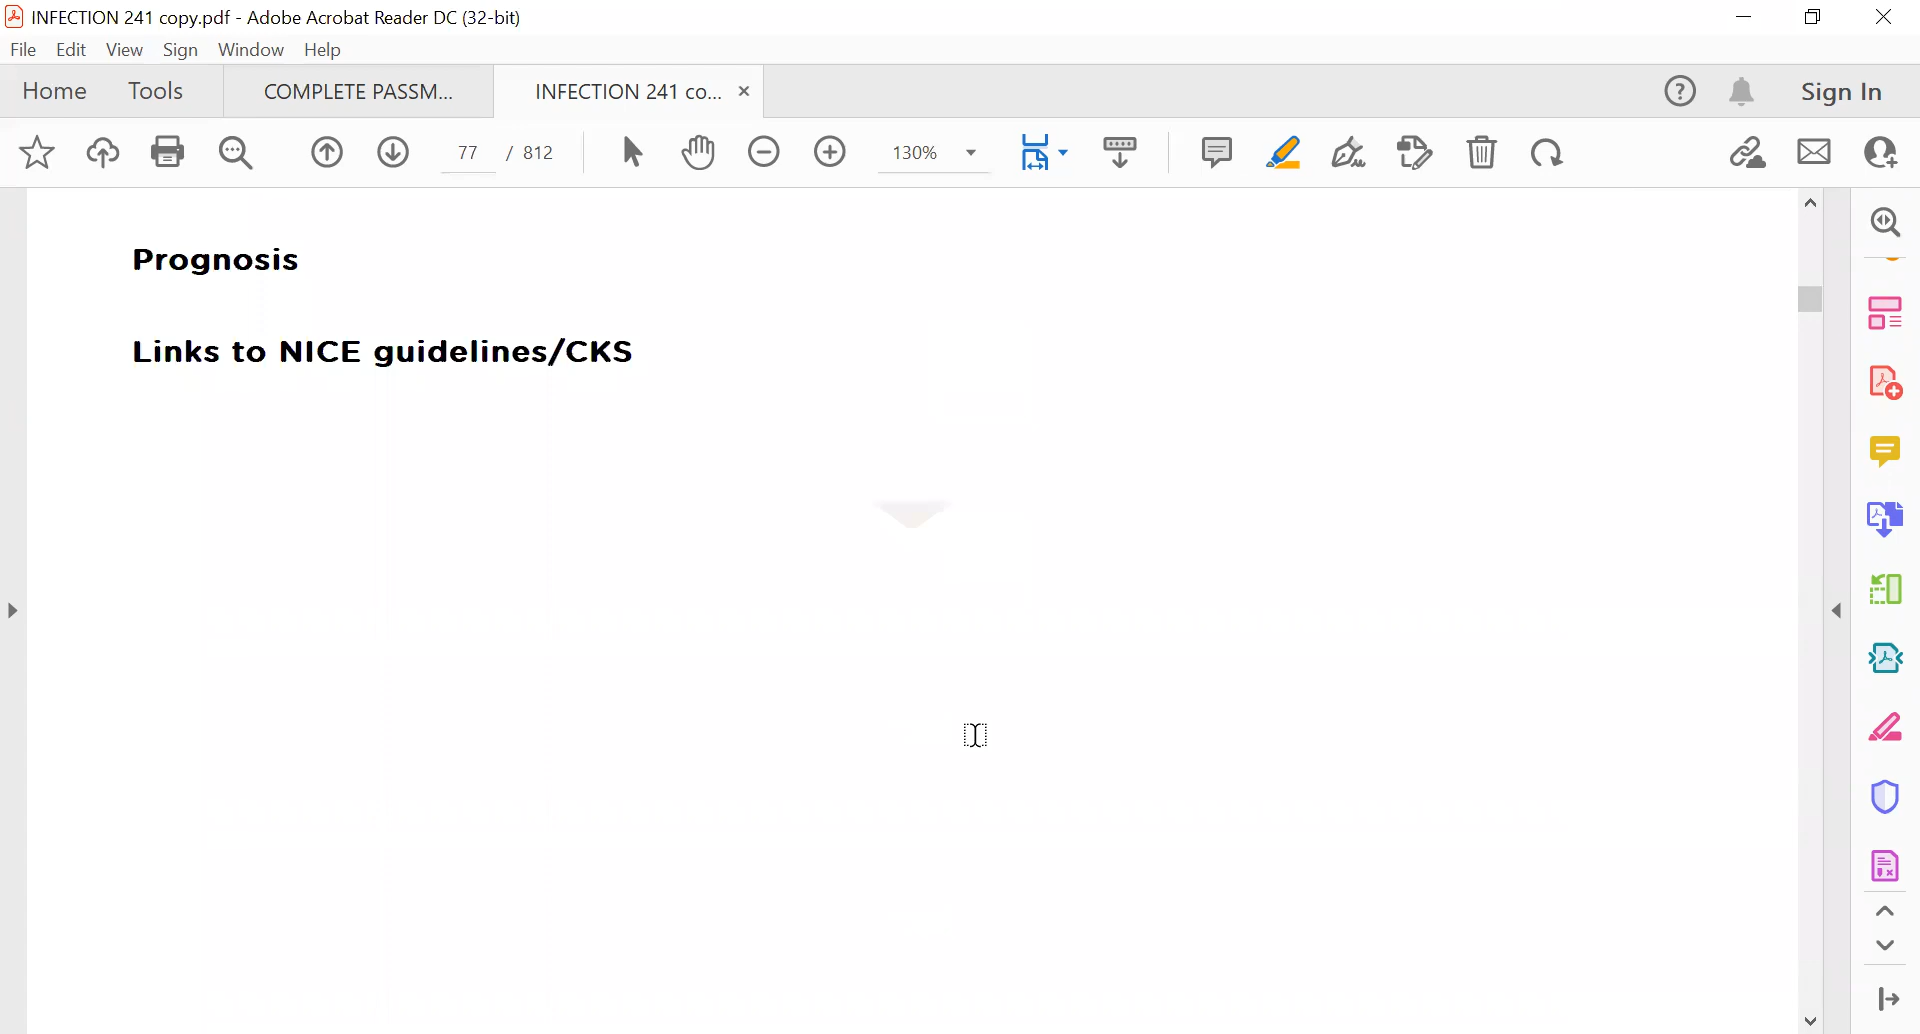 INFECTION 241 copy.pdf - Adobe Acrobat Reader DC (32-bit)
File Edit View Sign Window Help
Home Tools COMPLETE PASSM... INFECTION 241 co... × Sign In
77 / 812 130%
Prognosis
Links to NICE guidelines/CKS